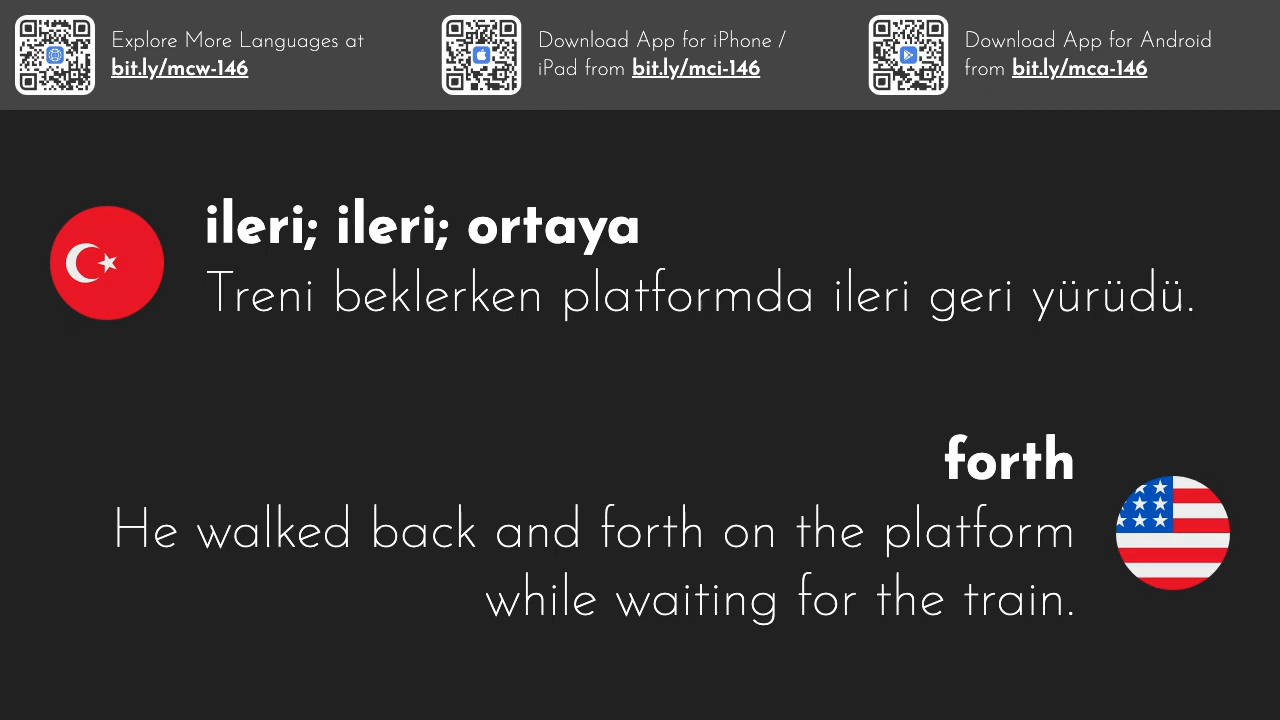 Explore More Languages at
bit.ly/mcw-146
Download App for iPhone /
iPad from bit.ly/mci-146
Download App for Android
from bit.ly/mca-146
ileri; ileri; ortaya
Treni beklerken platformda ileri geri yürüdü.
forth
He walked back and forth on the platform
while waiting for the train.